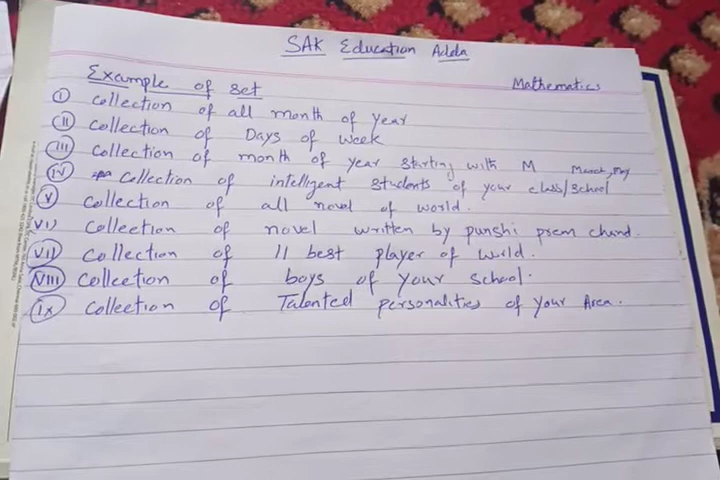 SAK Education Adda
Example of set
Mathematics
(i) Collection of all month of year
(ii) Collection of Days of week
(iii) Collection of month of year starting with M March, May
(iv) Collection of intelligent students of your class/school
(v) Collection of all novel of world.
vi) Collection of novel written by punshi prem chand.
(vii) Collection of 11 best player of world.
(viii) Collection of boys of your school.
(ix) Collection of Talented personalities of your Area.